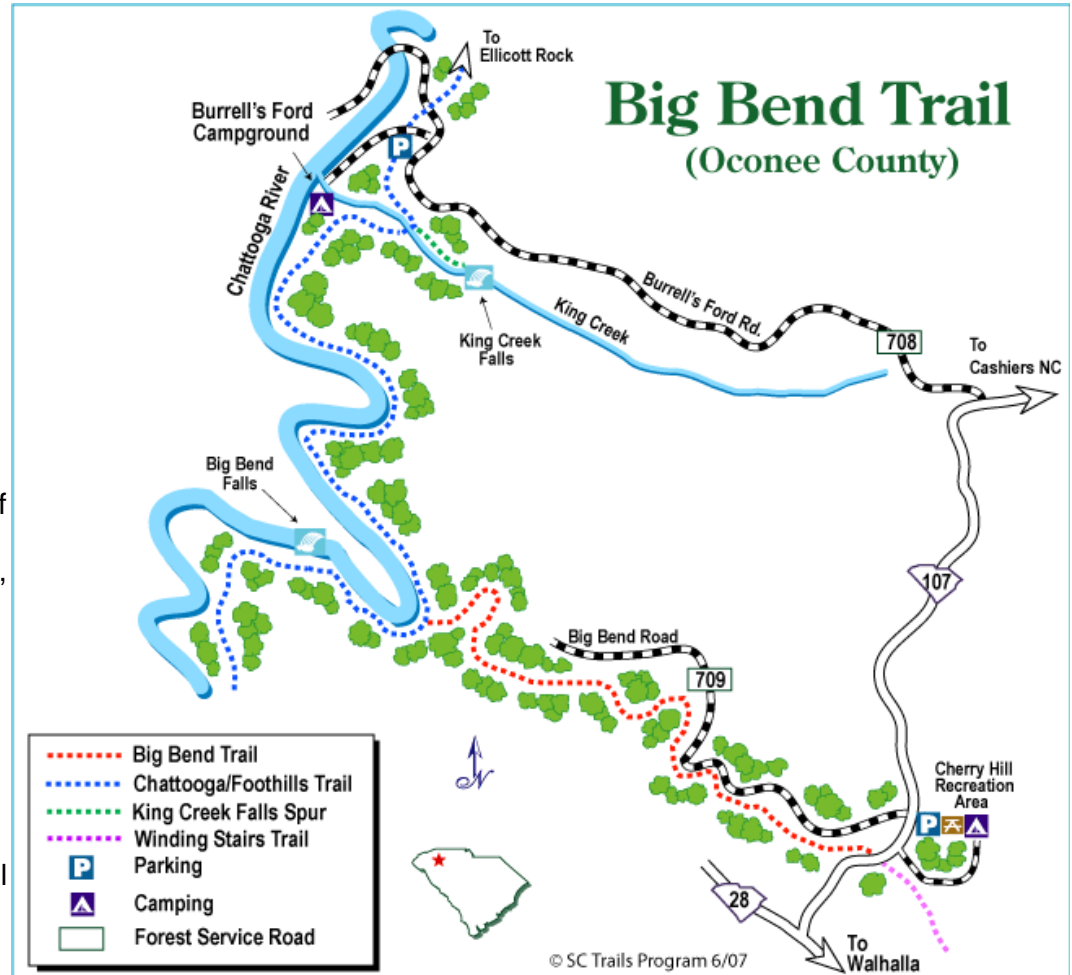 Big Bend Trail
(Oconee County)
To
Ellicott Rock
Burrell's Ford
Campground
P
Chattooga River
Burrell's Ford Rd.
King Creek
King Creek
Falls
708
To
Cashiers NC
Big Bend
Falls
f
,
107
Big Bend Road
709
Cherry Hill
Recreation
Area
P
N
28
To
Walhalla
Big Bend Trail
Chattooga/Foothills Trail
King Creek Falls Spur
Winding Stairs Trail
P
Parking
l
Camping
Forest Service Road
© SC Trails Program 6/07